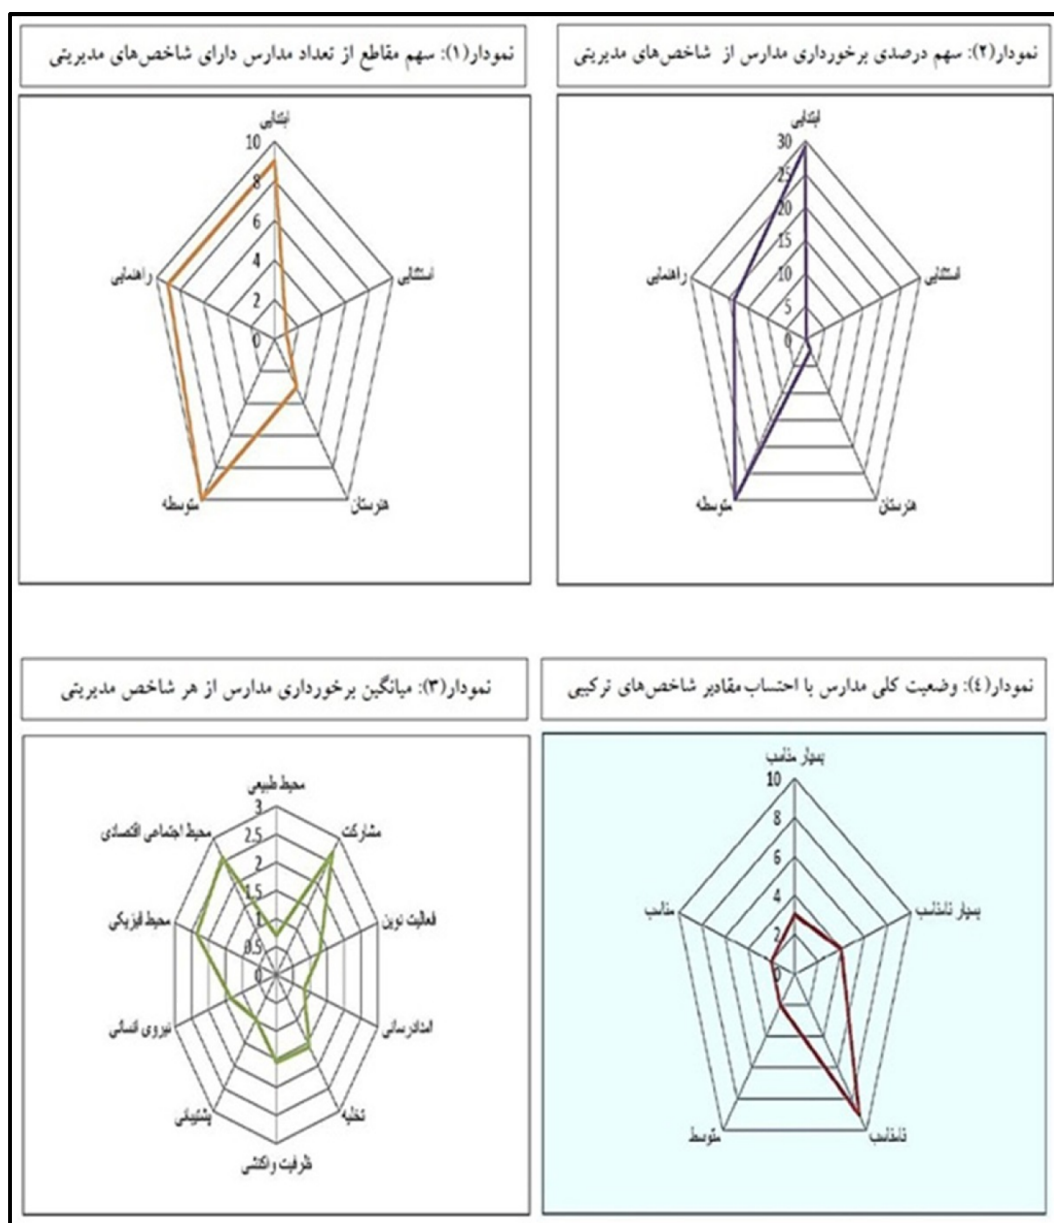 نمودار(۱): سهم مقاطع از تعداد مدارس دارای شاخص‌های مدیریتی
ابتدایی
10
8
6
4
2
0
استثنایی
هنرستان
متوسطه
راهنمایی
نمودار(۲): سهم درصدی برخورداری مدارس از شاخص‌های مدیریتی
ابتدایی
30
25
20
15
10
5
0
استثنایی
هنرستان
متوسطه
راهنمایی
نمودار(۳): میانگین برخورداری مدارس از هر شاخص مدیریتی
محیط طبیعی
3
2.5
2
1.5
1
0.5
0
مشارکت
فعالیت نوین
امدادرسانی
تخلیه
ظرفیت واکنشی
پشتیبانی
نیروی انسانی
محیط فیزیکی
محیط اجتماعی اقتصادی
نمودار(٤): وضعیت کلی مدارس با احتساب مقادیر شاخص‌های ترکیبی
بسیار مناسب
10
8
6
4
2
0
بسیار نامناسب
نامناسب
متوسط
مناسب